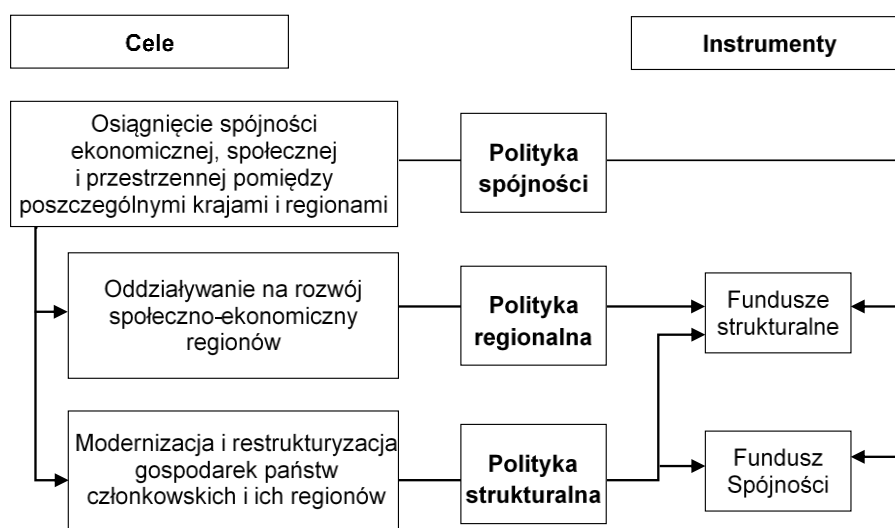 Cele
Instrumenty
Osiągnięcie spójności
ekonomicznej, społecznej
i przestrzennej pomiędzy
poszczególnymi krajami i regionami
Polityka
spójności
Oddziaływanie na rozwój
społeczno-ekonomiczny
regionów
Polityka
regionalna
Fundusze
strukturalne
Modernizacja i restrukturyzacja
gospodarek państw
członkowskich i ich regionów
Polityka
strukturalna
Fundusz
Spójności